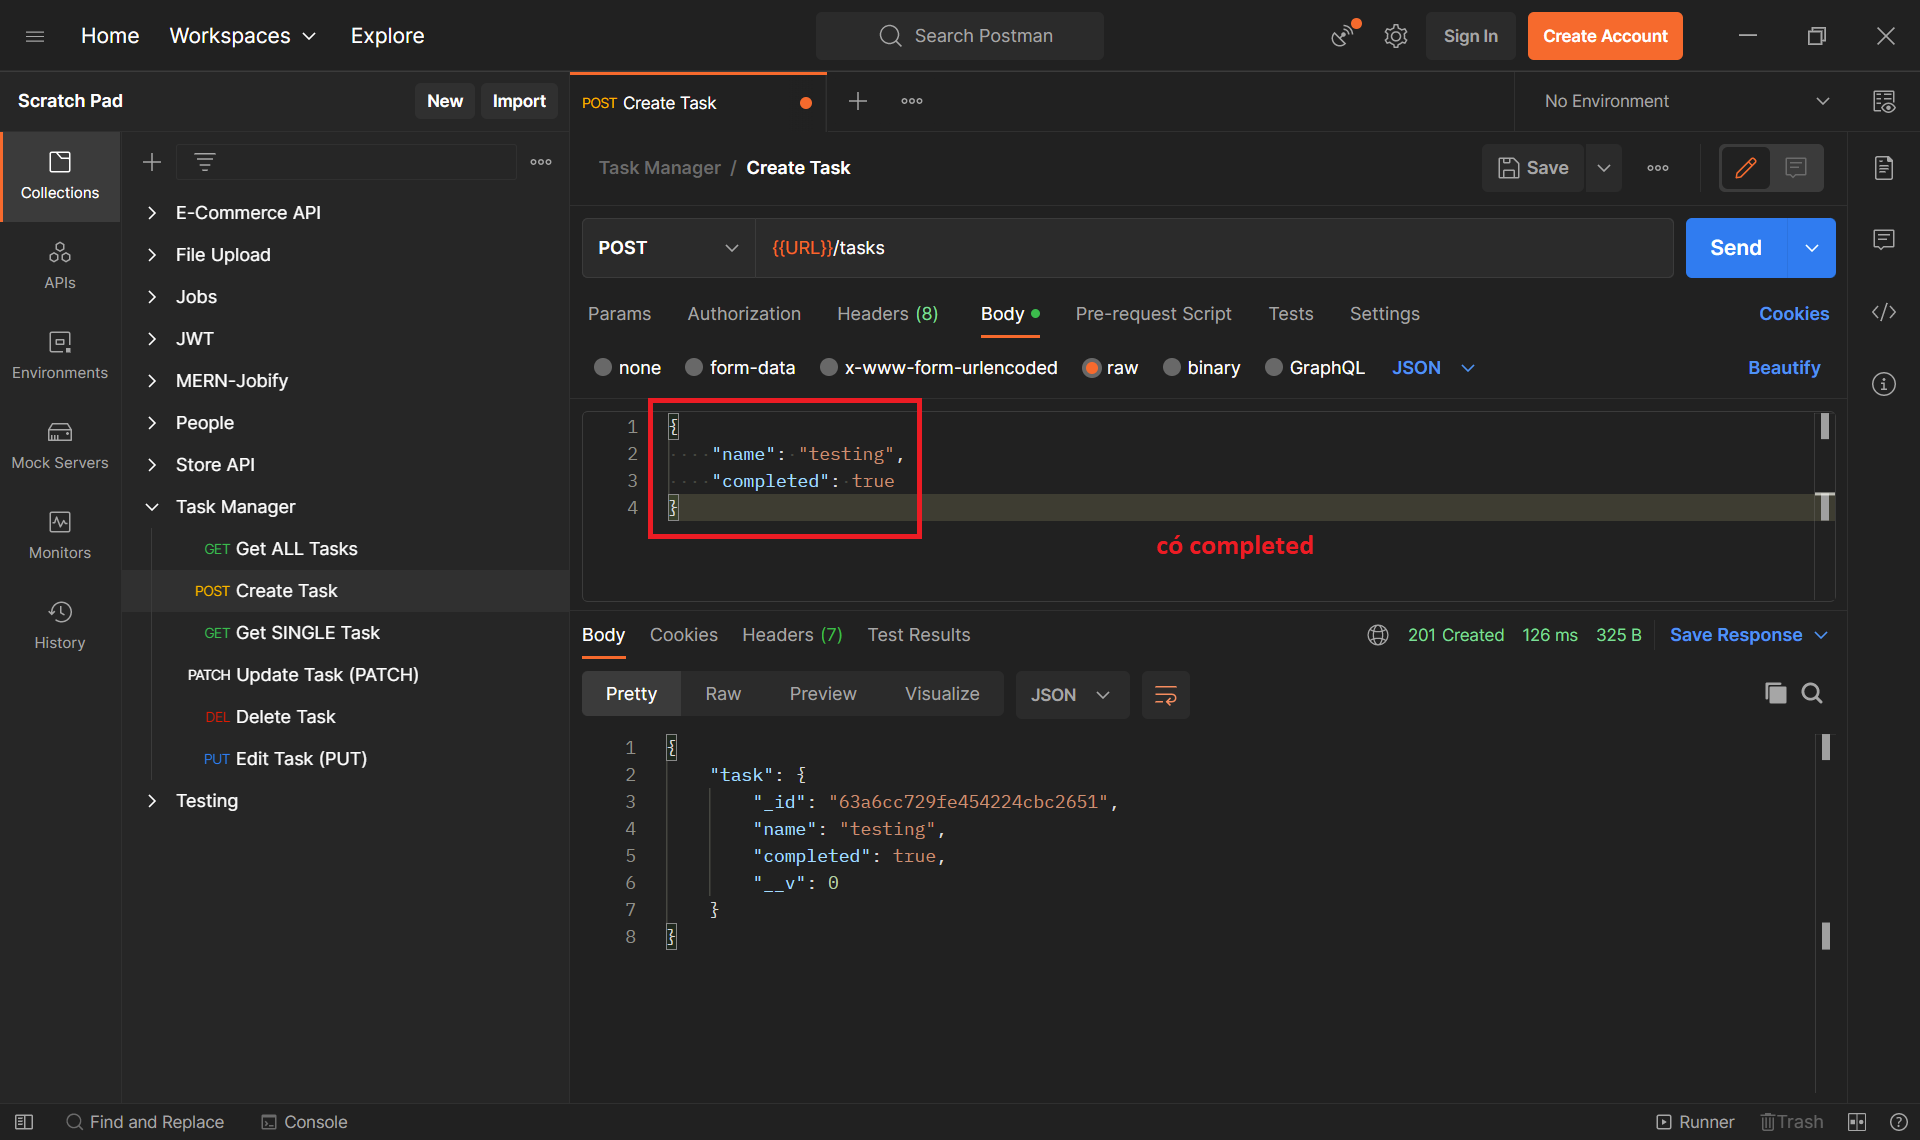 Home Workspaces Explore Search Postman Sign In Create Account
Scratch Pad New Import POST Create Task No Environment
Task Manager / Create Task Save
Collections
APIs
Environments
Mock Servers
Monitors
History
E-Commerce API
File Upload
Jobs
JWT
MERN-Jobify
People
Store API
Task Manager
GET Get ALL Tasks
POST Create Task
GET Get SINGLE Task
PATCH Update Task (PATCH)
DEL Delete Task
PUT Edit Task (PUT)
Testing
POST {{URL}}/tasks Send
Params Authorization Headers (8) Body Pre-request Script Tests Settings Cookies
none form-data x-www-form-urlencoded raw binary GraphQL JSON Beautify
1 {
2 "name": "testing",
3 "completed": true
4 }
có completed
Body Cookies Headers (7) Test Results 201 Created 126 ms 325 B Save Response
Pretty Raw Preview Visualize JSON
1 {
2 "task": {
3 "_id": "63a6cc729fe454224cbc2651",
4 "name": "testing",
5 "completed": true,
6 "__v": 0
7 }
8 }
Find and Replace Console Runner Trash